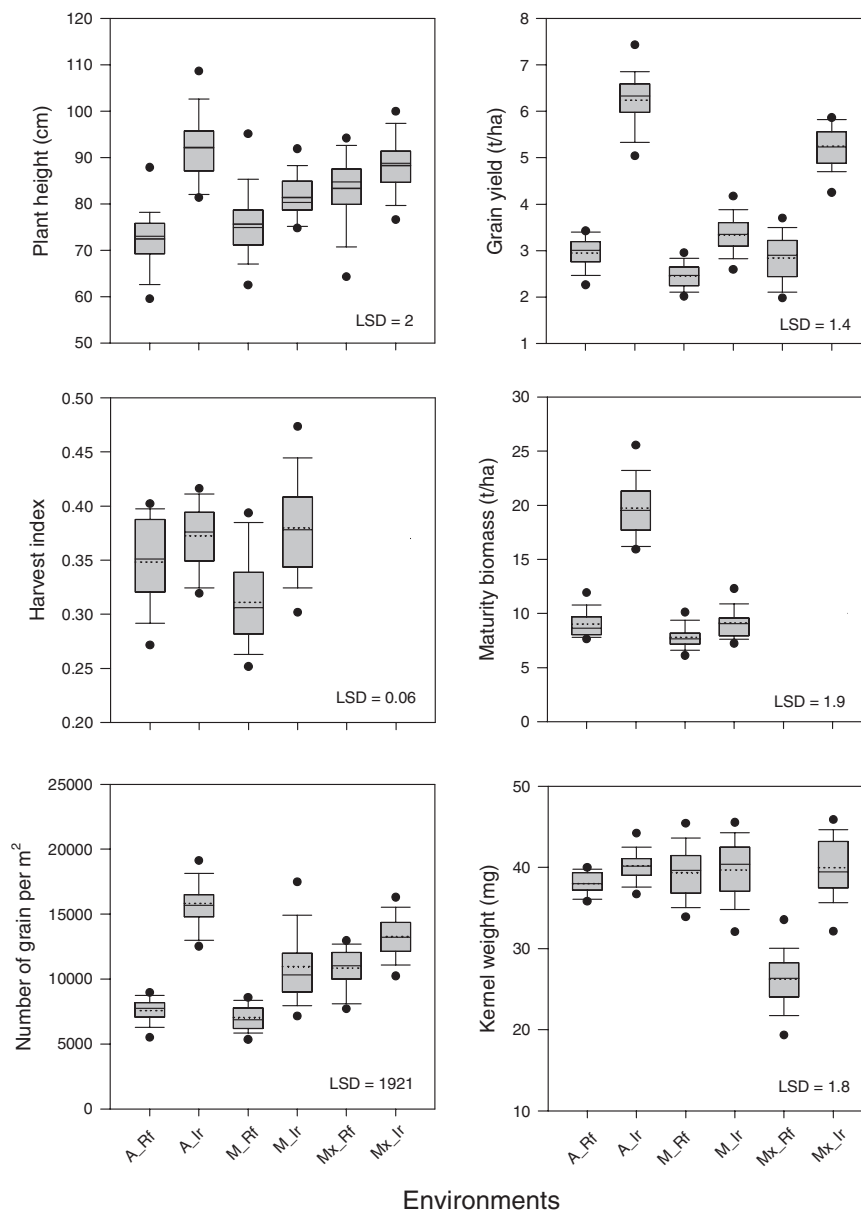 Plant height (cm)
120
110
100
90
80
70
60
50
LSD = 2
Grain yield (t/ha)
8
7
6
5
4
3
2
1
LSD = 1.4
Harvest index
0.50
0.45
0.40
0.35
0.30
0.25
0.20
LSD = 0.06
Maturity biomass (t/ha)
30
25
20
15
10
5
0
LSD = 1.9
Number of grain per m²
25000
20000
15000
10000
5000
0
LSD = 1921
A_Rf
A_Ir
M_Rf
M_Ir
Mx_Rf
Mx_Ir
Kernel weight (mg)
50
40
30
20
10
LSD = 1.8
A_Rf
A_Ir
M_Rf
M_Ir
Mx_Rf
Mx_Ir
Environments